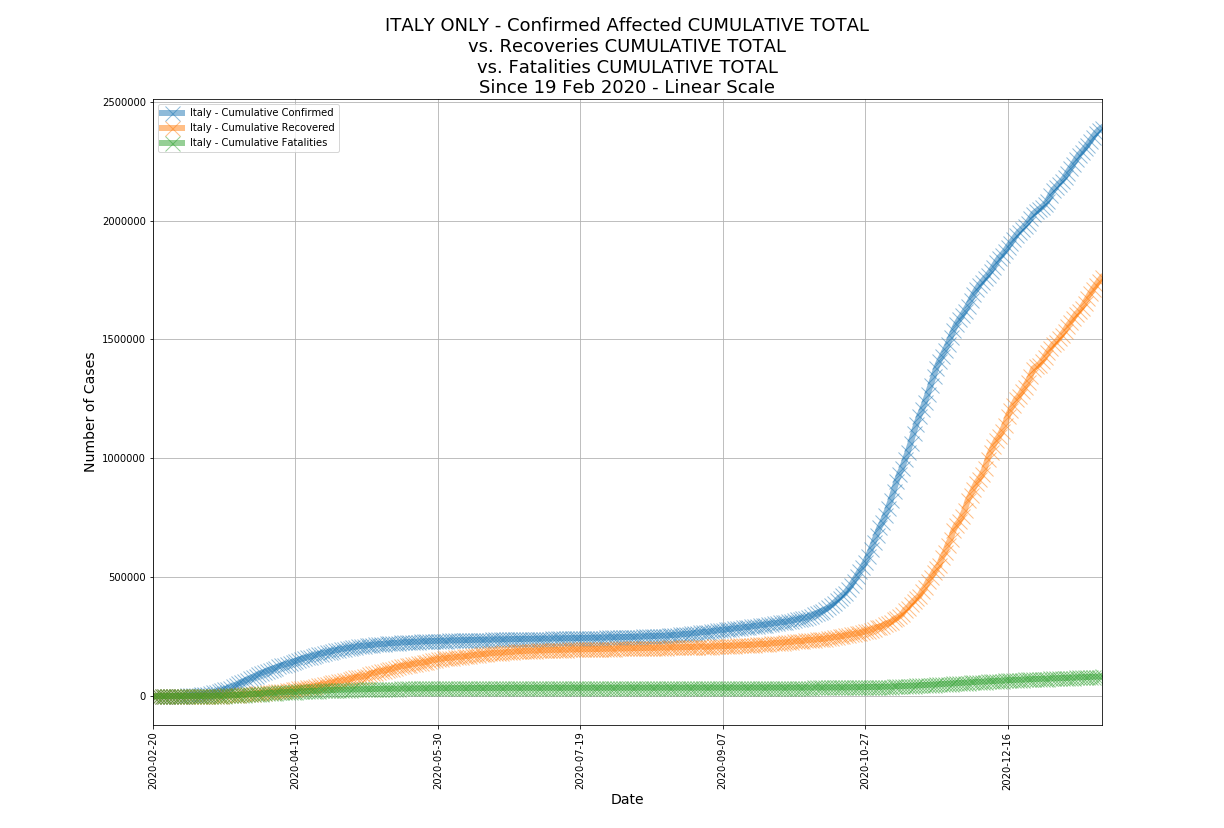 ITALY ONLY - Confirmed Affected CUMULATIVE TOTAL
vs. Recoveries CUMULATIVE TOTAL
vs. Fatalities CUMULATIVE TOTAL
Since 19 Feb 2020 - Linear Scale
Italy - Cumulative Confirmed
Italy - Cumulative Recovered
Italy - Cumulative Fatalities
Number of Cases
2500000
2000000
1500000
1000000
500000
0
2020-02-20
2020-04-10
2020-05-30
2020-07-19
2020-09-07
2020-10-27
2020-12-16
Date